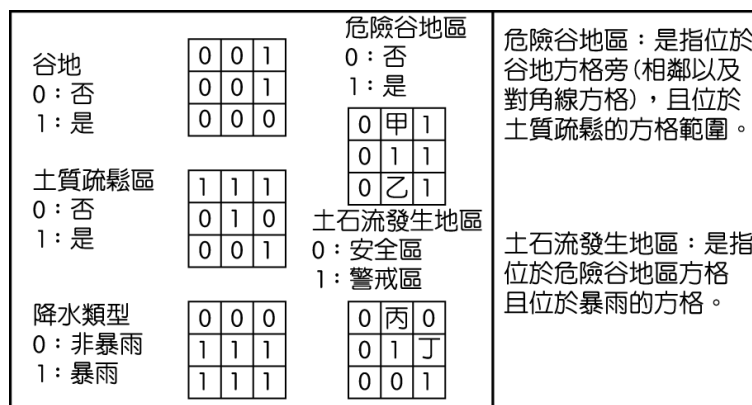 谷地
0：否
1：是
0 0 1
0 0 1
0 0 0
土質疏鬆區
0：否
1：是
1 1 1
0 1 0
0 0 1
降水類型
0：非暴雨
1：暴雨
0 0 0
1 1 1
1 1 1
危險谷地區
0：否
1：是
0 甲 1
0 1 1
0 乙 1
土石流發生地區
0：安全區
1：警戒區
0 丙 0
0 1 丁
0 0 1
危險谷地區：是指位於
谷地方格旁(相鄰以及
對角線方格)，且位於
土質疏鬆的方格範圍。
土石流發生地區：是指
位於危險谷地區方格
且位於暴雨的方格。